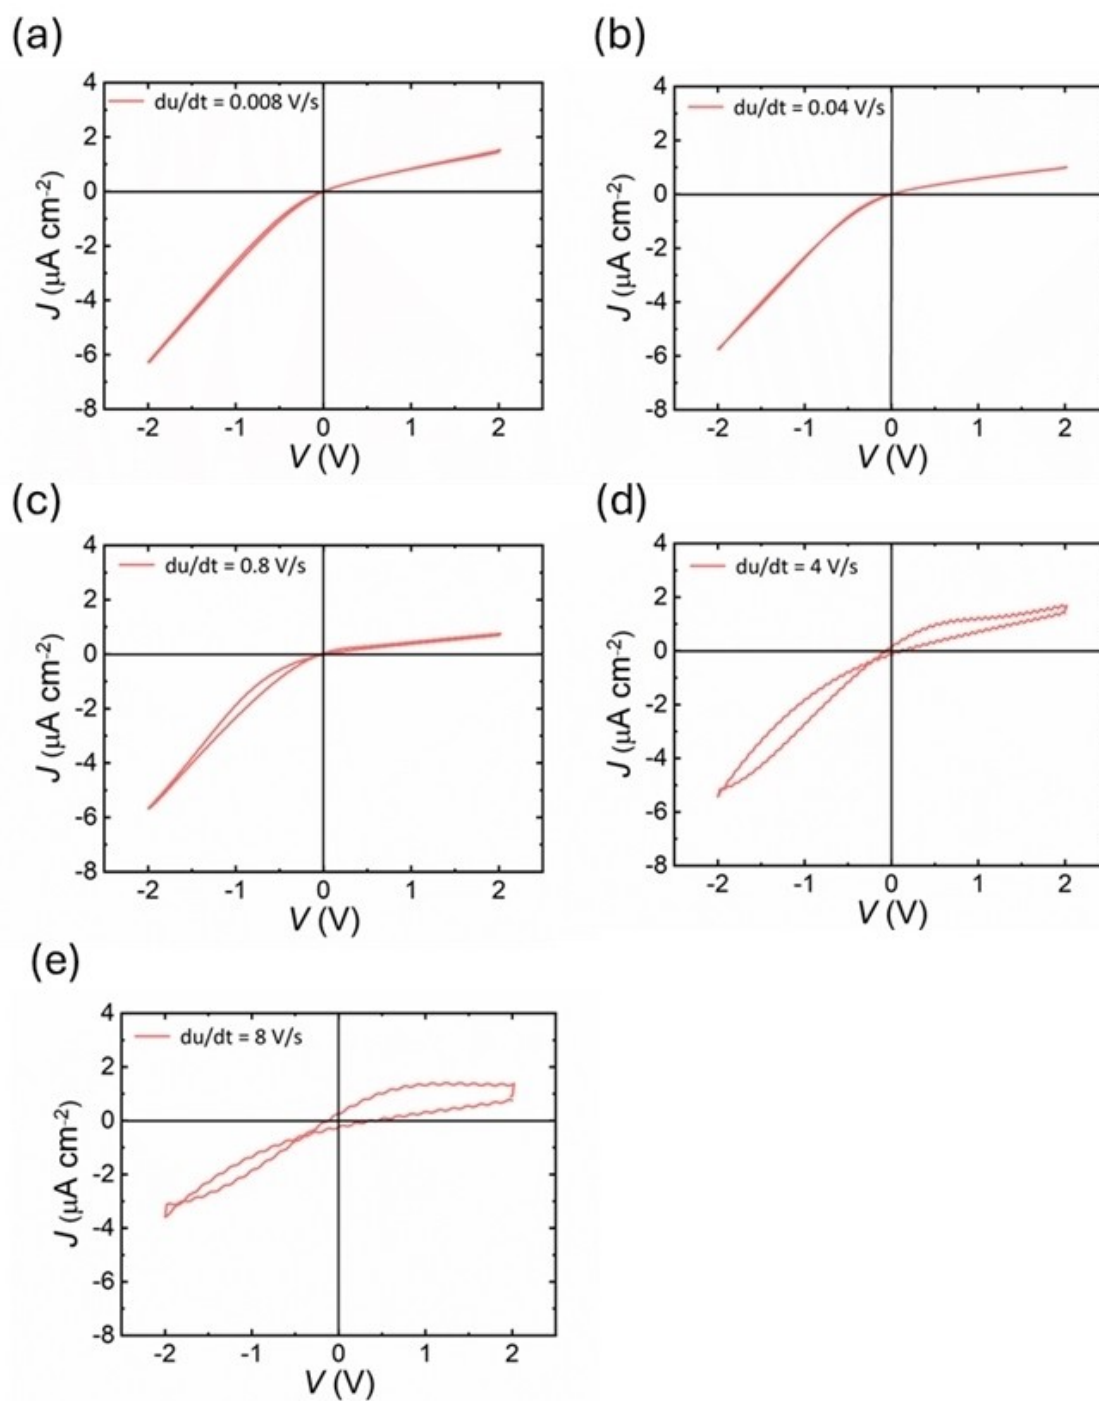 (a)
du/dt = 0.008 V/s
4
2
0
-2
-4
-6
-8
J (μA cm-2)
-2 -1 0 1 2
V (V)
(b)
du/dt = 0.04 V/s
4
2
0
-2
-4
-6
-8
J (μA cm-2)
-2 -1 0 1 2
V (V)
(c)
du/dt = 0.8 V/s
4
2
0
-2
-4
-6
-8
J (μA cm-2)
-2 -1 0 1 2
V (V)
(d)
du/dt = 4 V/s
4
2
0
-2
-4
-6
-8
J (μA cm-2)
-2 -1 0 1 2
V (V)
(e)
du/dt = 8 V/s
4
2
0
-2
-4
-6
-8
J (μA cm-2)
-2 -1 0 1 2
V (V)